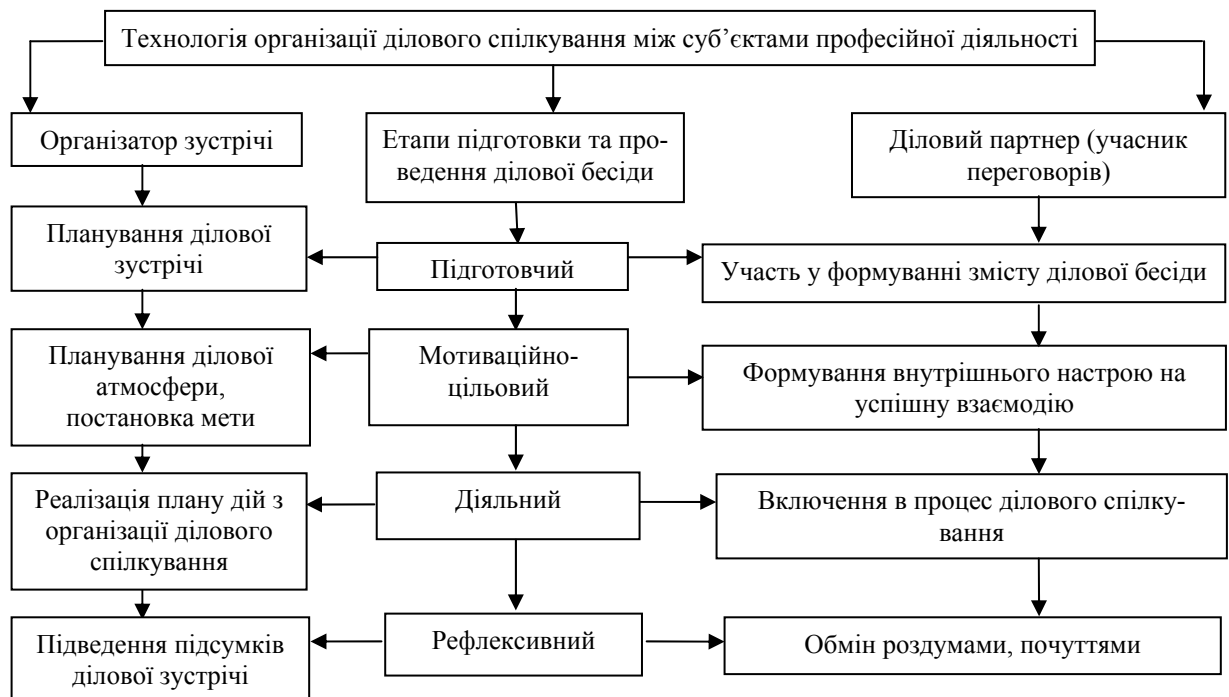 Технологія організації ділового спілкування між суб’єктами професійної діяльності
Організатор зустрічі
Етапи підготовки та про-
ведення ділової бесіди
Діловий партнер (учасник
переговорів)
Планування ділової
зустрічі
Підготовчий
Участь у формуванні змісту ділової бесіди
Планування ділової
атмосфери,
постановка мети
Мотиваційно-
цільовий
Формування внутрішнього настрою на
успішну взаємодію
Реалізація плану дій з
організації ділового
спілкування
Діяльний
Включення в процес ділового спілку-
вання
Підведення підсумків
ділової зустрічі
Рефлексивний
Обмін роздумами, почуттями